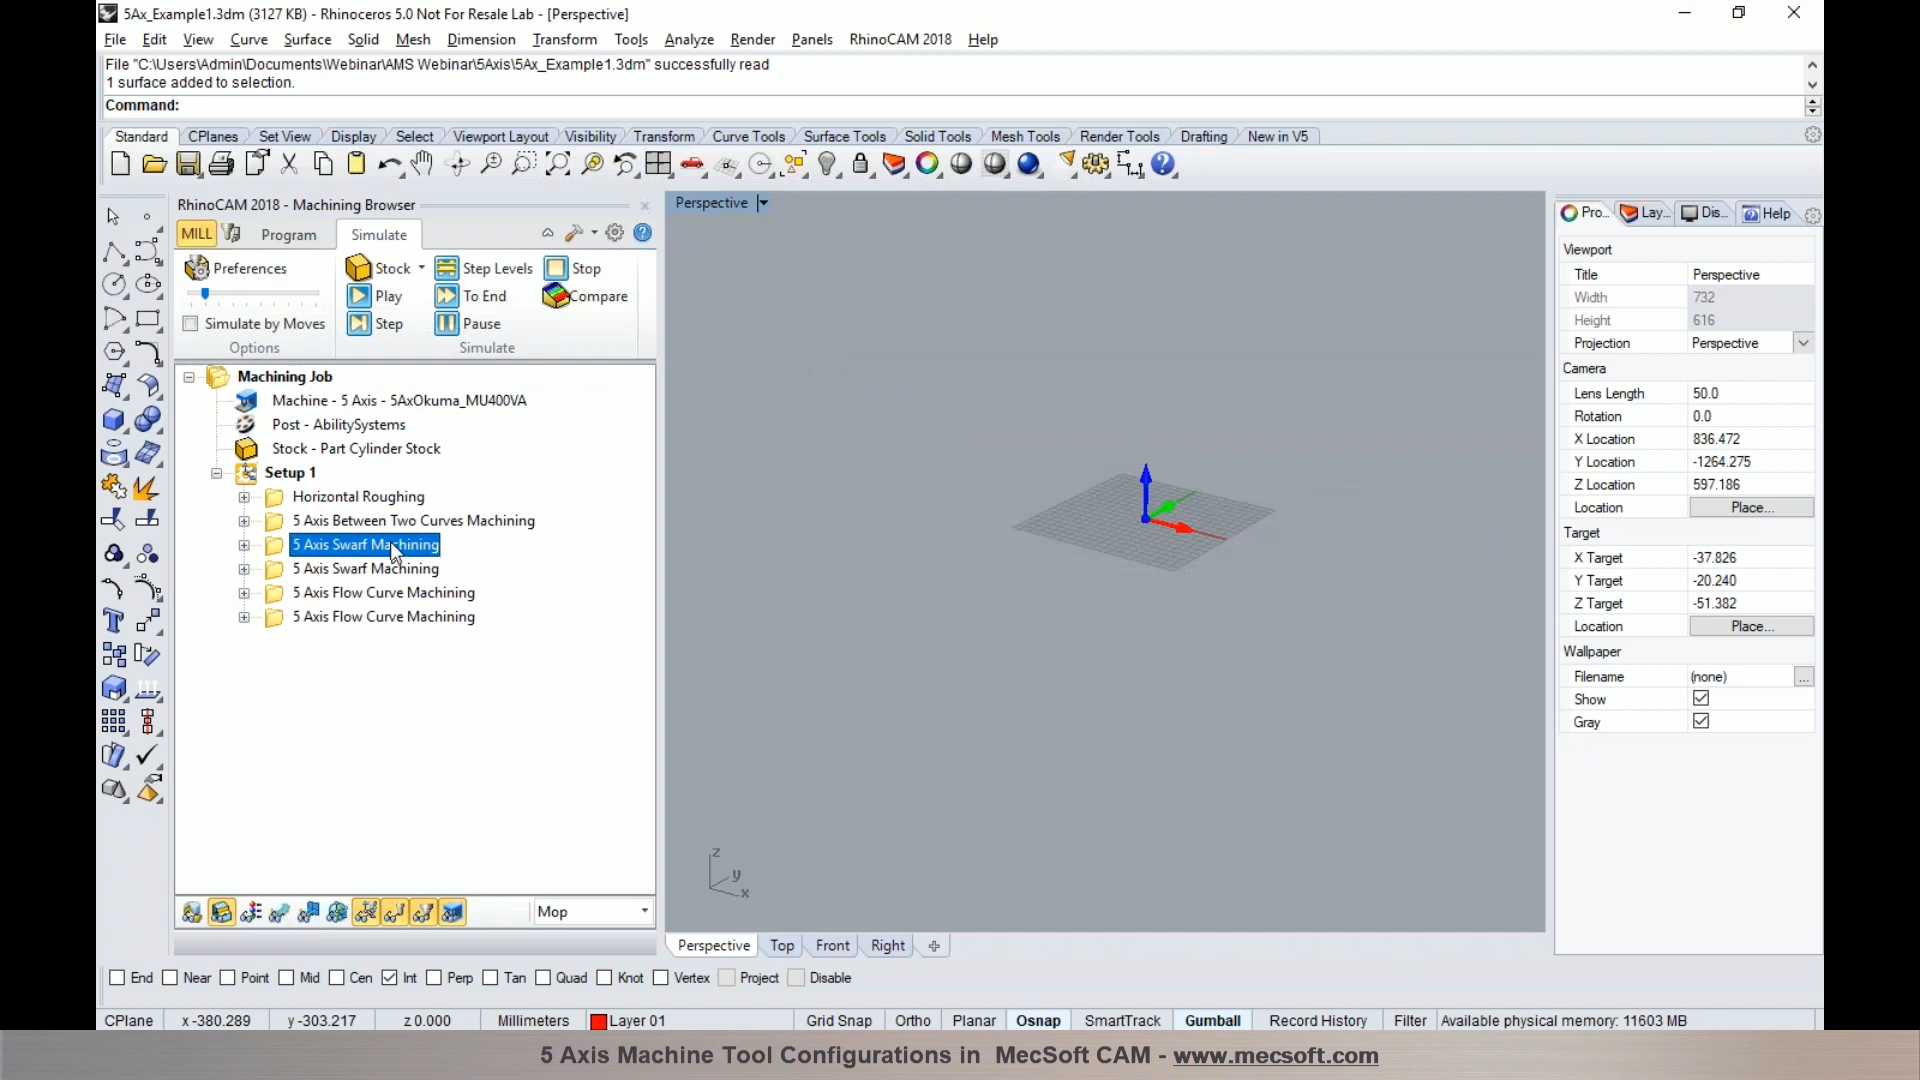 5Ax_Example1.3dm (3127 KB) - Rhinoceros 5.0 Not For Resale Lab - [Perspective]
File Edit View Curve Surface Solid Mesh Dimension Transform Tools Analyze Render Panels RhinoCAM 2018 Help
File "C:\Users\Admin\Documents\Webinar\AMS Webinar\5Axis\5Ax_Example1.3dm" successfully read
1 surface added to selection.
Command:
Standard CPlanes Set View Display Select Viewport Layout Visibility Transform Curve Tools Surface Tools Solid Tools Mesh Tools Render Tools Drafting New in V5
RhinoCAM 2018 - Machining Browser
MILL Program Simulate
Preferences Stock Step Levels Stop
Play To End Compare
Simulate by Moves Step Pause
Options Simulate
Machining Job
Machine - 5 Axis - 5AxOkuma_MU400VA
Post - AbilitySystems
Stock - Part Cylinder Stock
Setup 1
Horizontal Roughing
5 Axis Between Two Curves Machining
5 Axis Swarf Machining
5 Axis Swarf Machining
5 Axis Flow Curve Machining
5 Axis Flow Curve Machining
Mop
Perspective
z
y
x
Perspective Top Front Right
Pro... Lay... Dis... Help
Viewport
Title Perspective
Width 732
Height 616
Projection Perspective
Camera
Lens Length 50.0
Rotation 0.0
X Location 836.472
Y Location -1264.275
Z Location 597.186
Location Place...
Target
X Target -37.826
Y Target -20.240
Z Target -51.382
Location Place...
Wallpaper
Filename (none) ...
Show
Gray
End Near Point Mid Cen Int Perp Tan Quad Knot Vertex Project Disable
CPlane x -380.289 y -303.217 z 0.000 Millimeters Layer 01 Grid Snap Ortho Planar Osnap SmartTrack Gumball Record History Filter Available physical memory: 11603 MB
5 Axis Machine Tool Configurations in MecSoft CAM - www.mecsoft.com